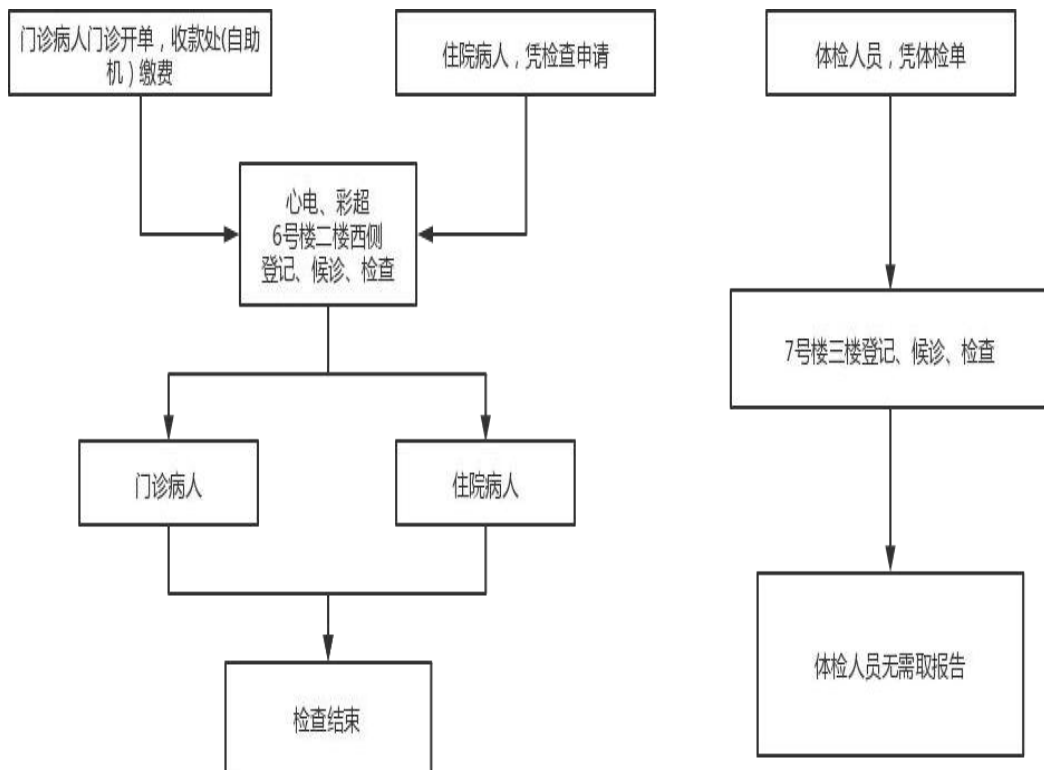 门诊病人门诊开单，收款处(自助
机）缴费
住院病人，凭检查申请
体检人员，凭体检单
心电、彩超
6号楼二楼西侧
登记、候诊、检查
7号楼三楼登记、候诊、检查
门诊病人
住院病人
体检人员无需取报告
检查结束